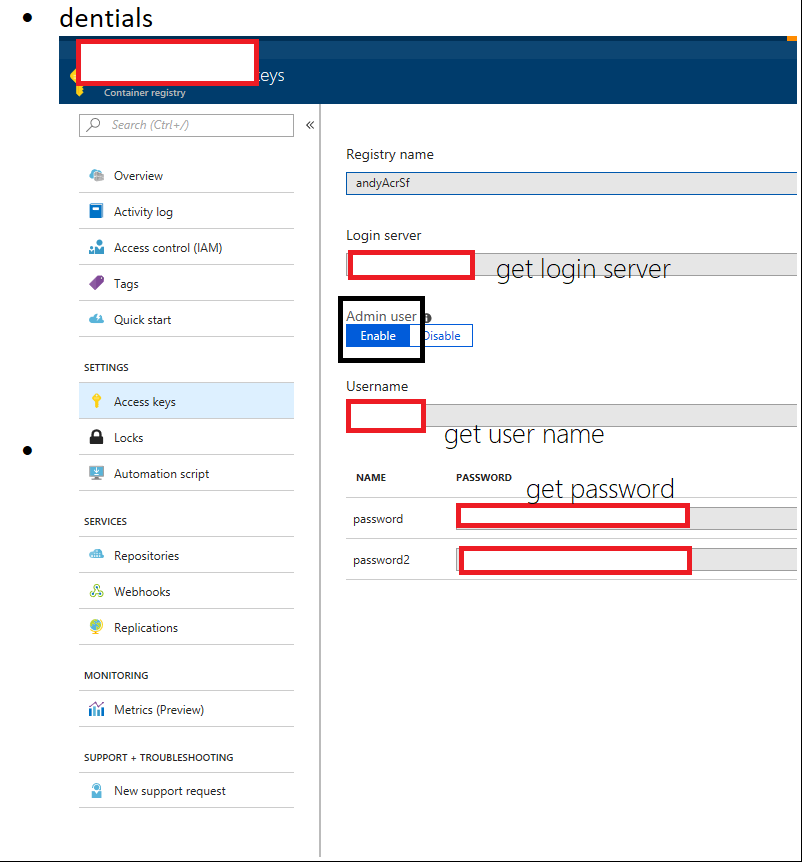 dentials
keys
Container registry
Search (Ctrl+/)
«
Overview
Activity log
Access control (IAM)
Tags
Quick start
SETTINGS
Access keys
Locks
Automation script
SERVICES
Repositories
Webhooks
Replications
MONITORING
Metrics (Preview)
SUPPORT + TROUBLESHOOTING
New support request
Registry name
andyAcrSf
Login server
get login server
Admin user
Enable Disable
Username
get user name
NAME PASSWORD
get password
password
password2